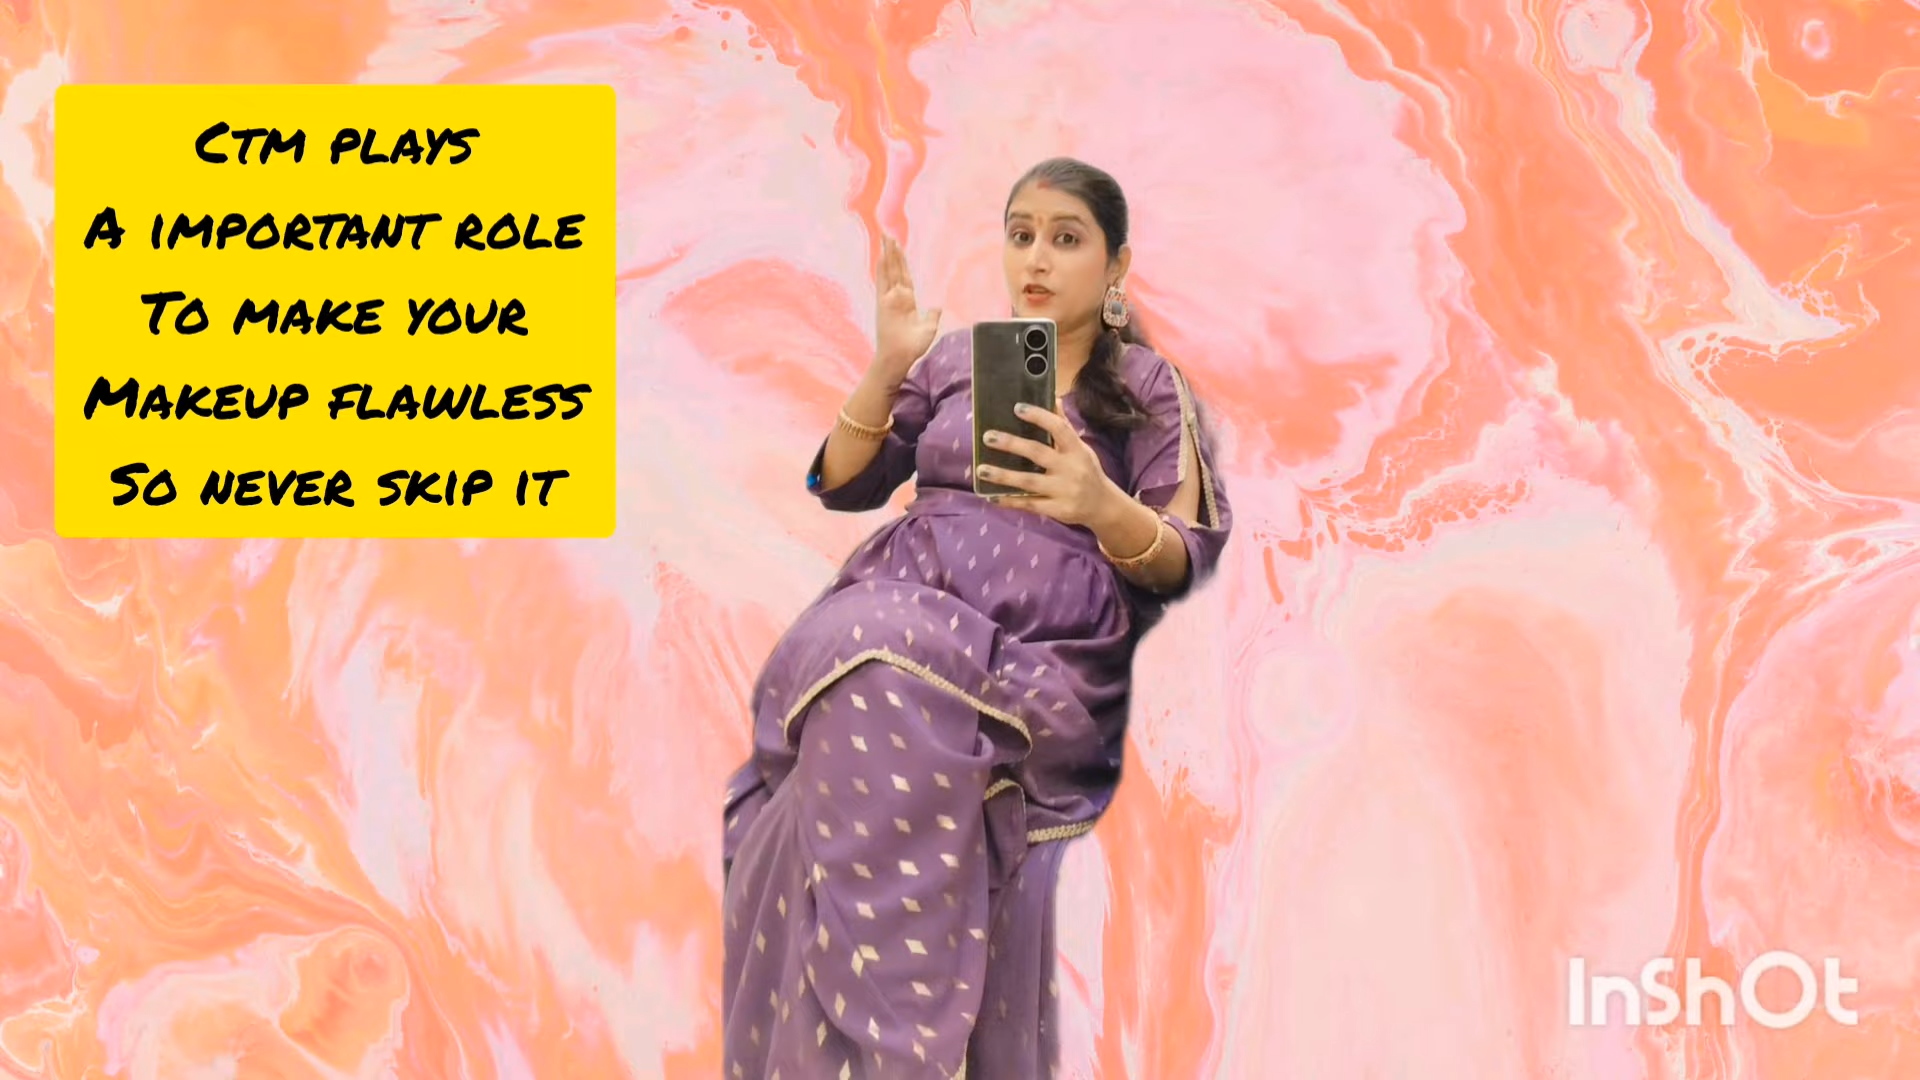 Ctm plays
A important role
To make your
Makeup flawless
So never skip it
InShOt